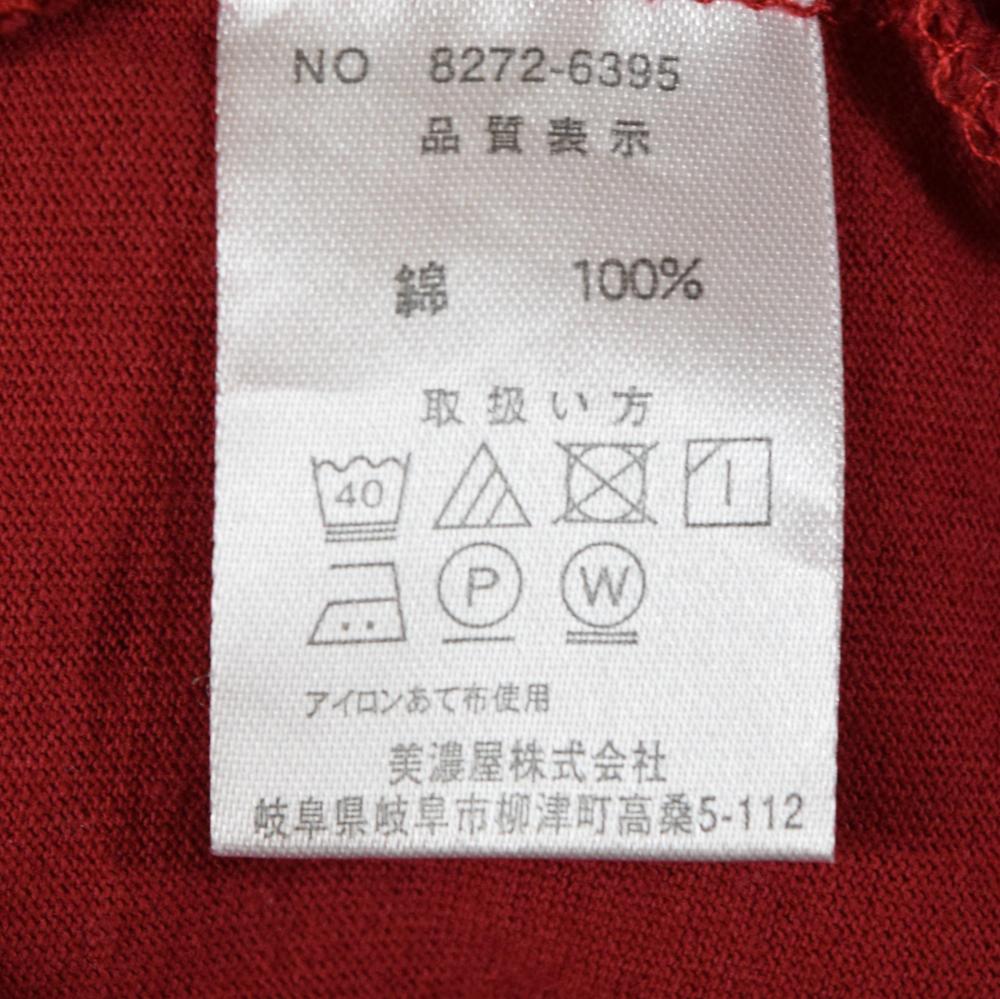 NO 8272-6395
品質表示
綿 100%
取扱い方
40
P W
アイロンあて布使用
美濃屋株式会社
岐阜県岐阜市柳津町高桑5-112